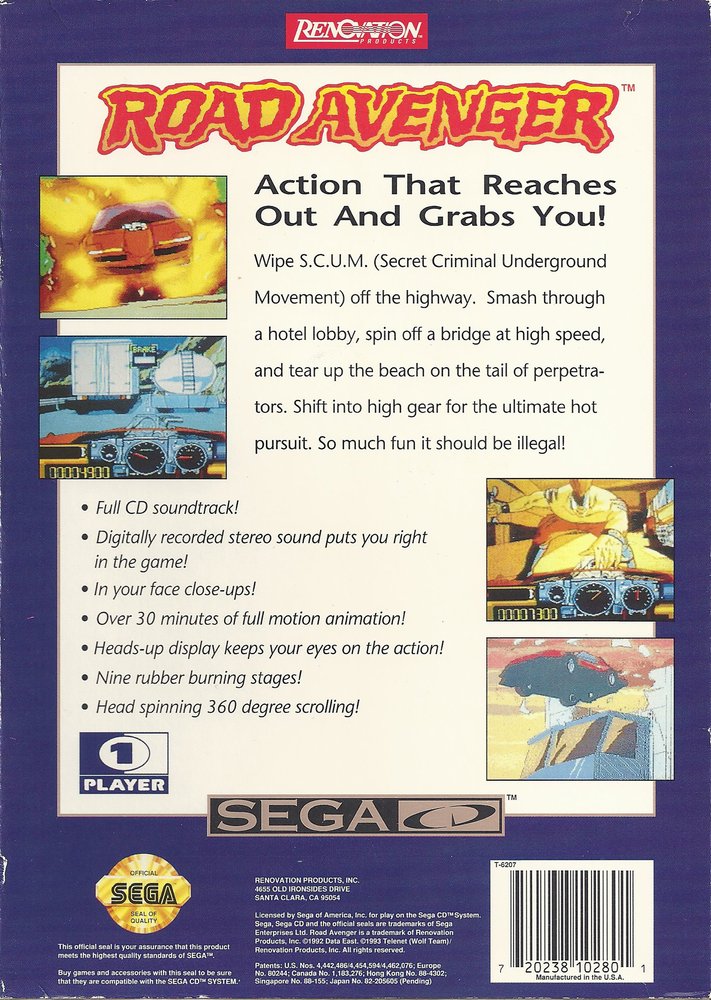 RENOVATION
PRODUCTS
ROAD AVENGER™
Action That Reaches
Out And Grabs You!
Wipe S.C.U.M. (Secret Criminal Underground
Movement) off the highway. Smash through
a hotel lobby, spin off a bridge at high speed,
and tear up the beach on the tail of perpetra-
tors. Shift into high gear for the ultimate hot
pursuit. So much fun it should be illegal!
BRAKE
00004900
• Full CD soundtrack!
• Digitally recorded stereo sound puts you right
in the game!
• In your face close-ups!
• Over 30 minutes of full motion animation!
• Heads-up display keeps your eyes on the action!
• Nine rubber burning stages!
• Head spinning 360 degree scrolling!
00007300
1
PLAYER
SEGA CD™
OFFICIAL
SEGA
SEAL OF
QUALITY
This official seal is your assurance that this product
meets the highest quality standards of SEGA™.
Buy games and accessories with this seal to be sure
that they are compatible with the SEGA CD™ SYSTEM.
RENOVATION PRODUCTS, INC.
4655 OLD IRONSIDES DRIVE
SANTA CLARA, CA 95054
Licensed by Sega of America, Inc. for play on the Sega CD™ System.
Sega, Sega CD and the official seals are trademarks of Sega
Enterprises Ltd. Road Avenger is a trademark of Renovation
Products, Inc. ©1992 Data East. ©1993 Telenet (Wolf Team)/
Renovation Products, Inc. All rights reserved.
Patents: U.S. Nos. 4,442,486/4,454,594/4,462,076; Europe
No. 80244; Canada No. 1,183,276; Hong Kong No. 88-4302;
Singapore No. 88-155; Japan No. 82-205605 (Pending)
T-6207
7 20238 10280 1
Manufactured in the U.S.A.